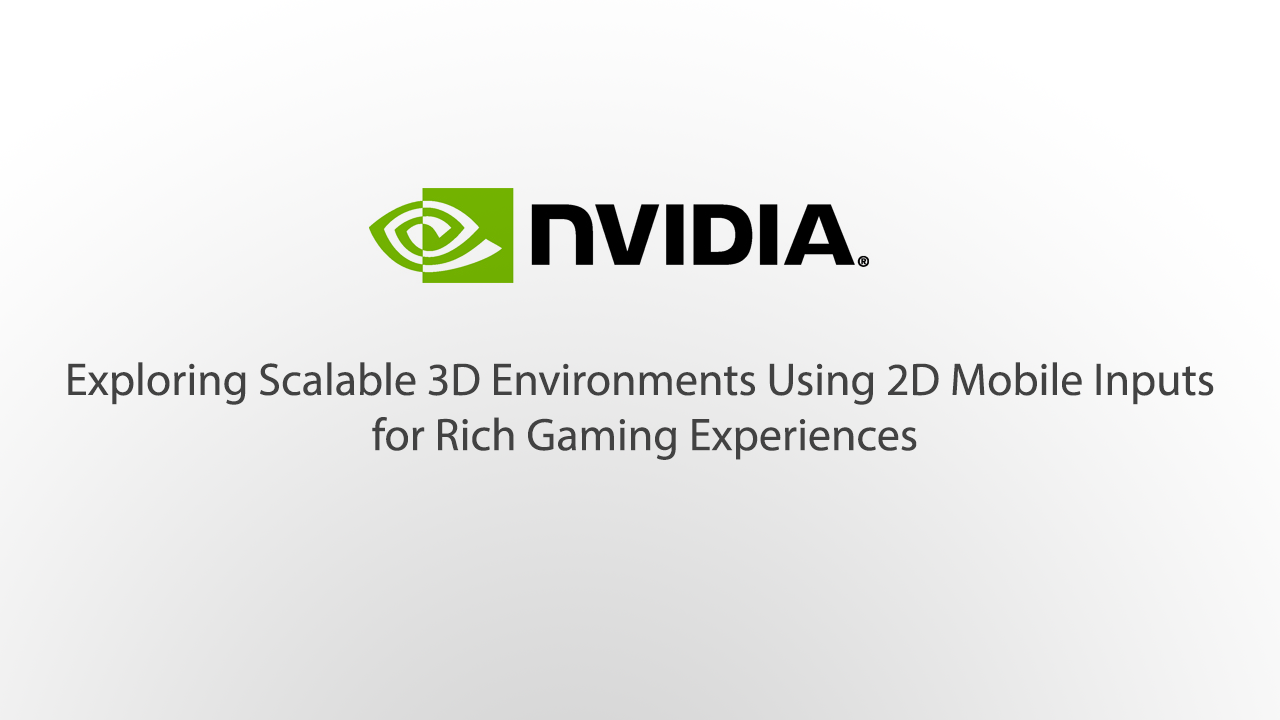 NVIDIA®
Exploring Scalable 3D Environments Using 2D Mobile Inputs
for Rich Gaming Experiences